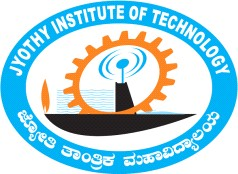 JYOTHY INSTITUTE OF TECHNOLOGY
ಜ್ಯೋತಿ ತಾಂತ್ರಿಕ ಮಹಾವಿದ್ಯಾಲಯ